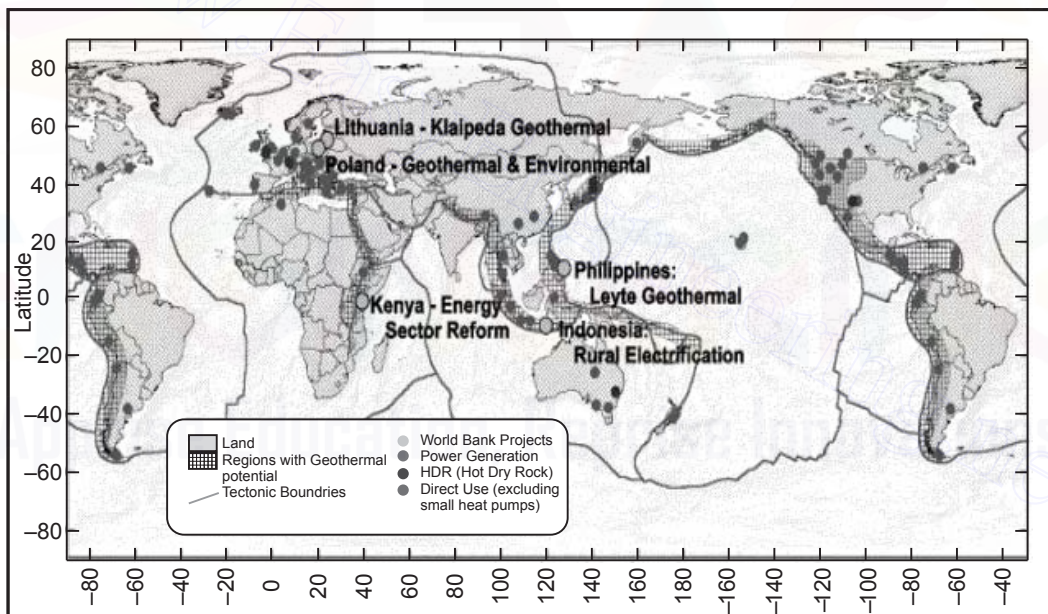 80
60
40
20
0
–20
–40
–60
–80
Latitude
Lithuania - Klaipeda Geothermal
Poland - Geothermal & Environmental
Philippines:
Leyte Geothermal
Kenya - Energy
Sector Reform
Indonesia:
Rural Electrification
Land
Regions with Geothermal
potential
Tectonic Boundries
World Bank Projects
Power Generation
HDR (Hot Dry Rock)
Direct Use (excluding
small heat pumps)
–80
–60
–40
–20
0
20
40
60
80
100
120
140
160
180
–160
–140
–120
–100
–80
–60
–40